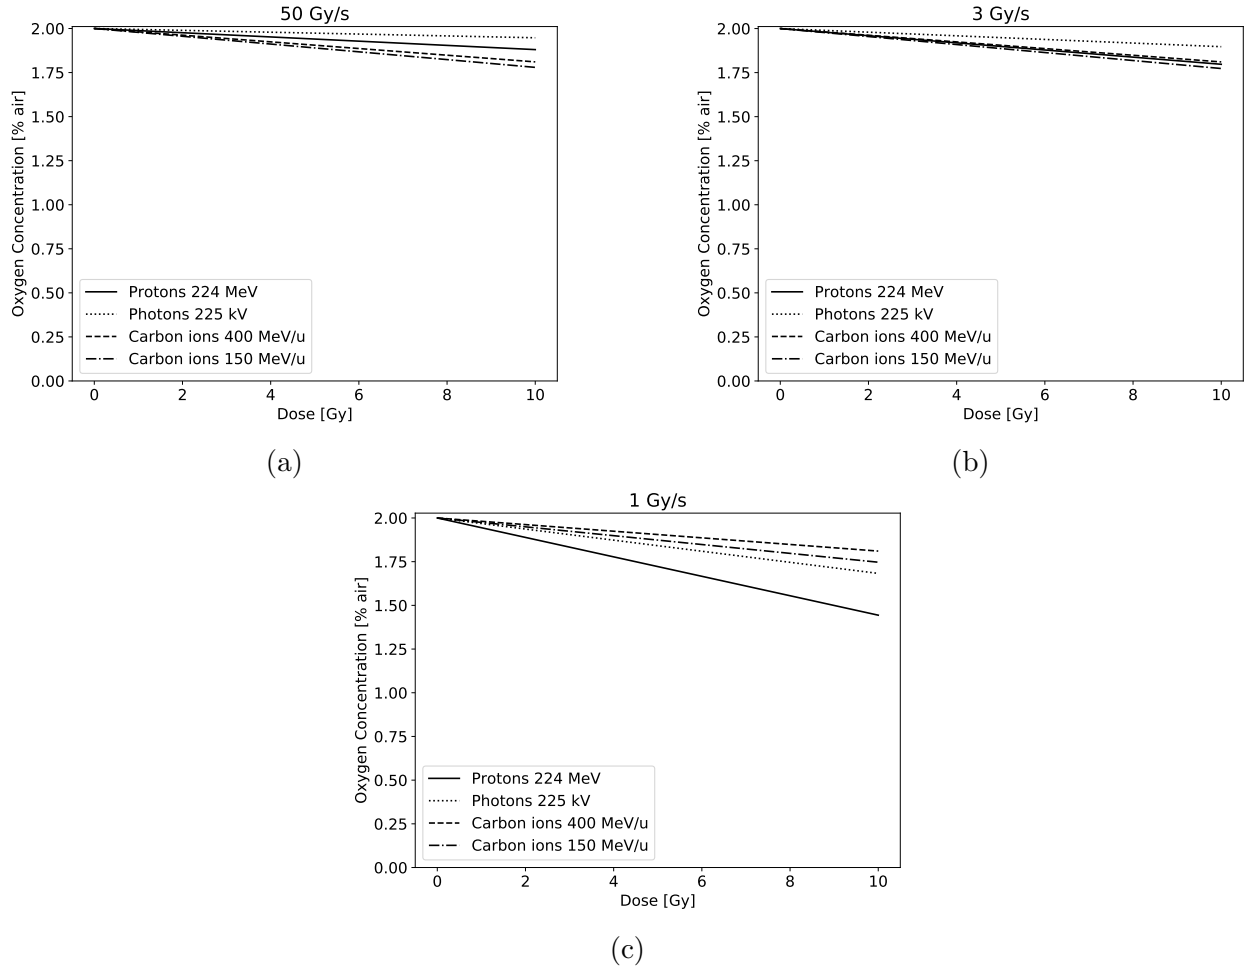 50 Gy/s
Oxygen Concentration [% air]
2.00
1.75
1.50
1.25
1.00
0.75
0.50
0.25
0.00
Protons 224 MeV
Photons 225 kV
Carbon ions 400 MeV/u
Carbon ions 150 MeV/u
0 2 4 6 8 10
Dose [Gy]
(a)
3 Gy/s
Oxygen Concentration [% air]
2.00
1.75
1.50
1.25
1.00
0.75
0.50
0.25
0.00
Protons 224 MeV
Photons 225 kV
Carbon ions 400 MeV/u
Carbon ions 150 MeV/u
0 2 4 6 8 10
Dose [Gy]
(b)
1 Gy/s
Oxygen Concentration [% air]
2.00
1.75
1.50
1.25
1.00
0.75
0.50
0.25
0.00
Protons 224 MeV
Photons 225 kV
Carbon ions 400 MeV/u
Carbon ions 150 MeV/u
0 2 4 6 8 10
Dose [Gy]
(c)